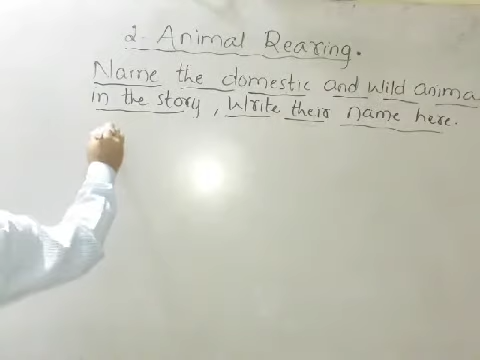 2. Animal Rearing.
Name the domestic and Wild anima
in the story, Write their name here.